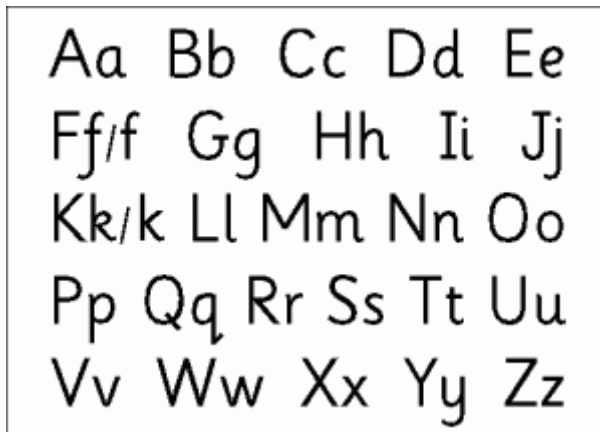 Aa Bb Cc Dd Ee
Ff/f Gg Hh Ii Jj
Kk/k Ll Mm Nn Oo
Pp Qq Rr Ss Tt Uu
Vv Ww Xx Yy Zz